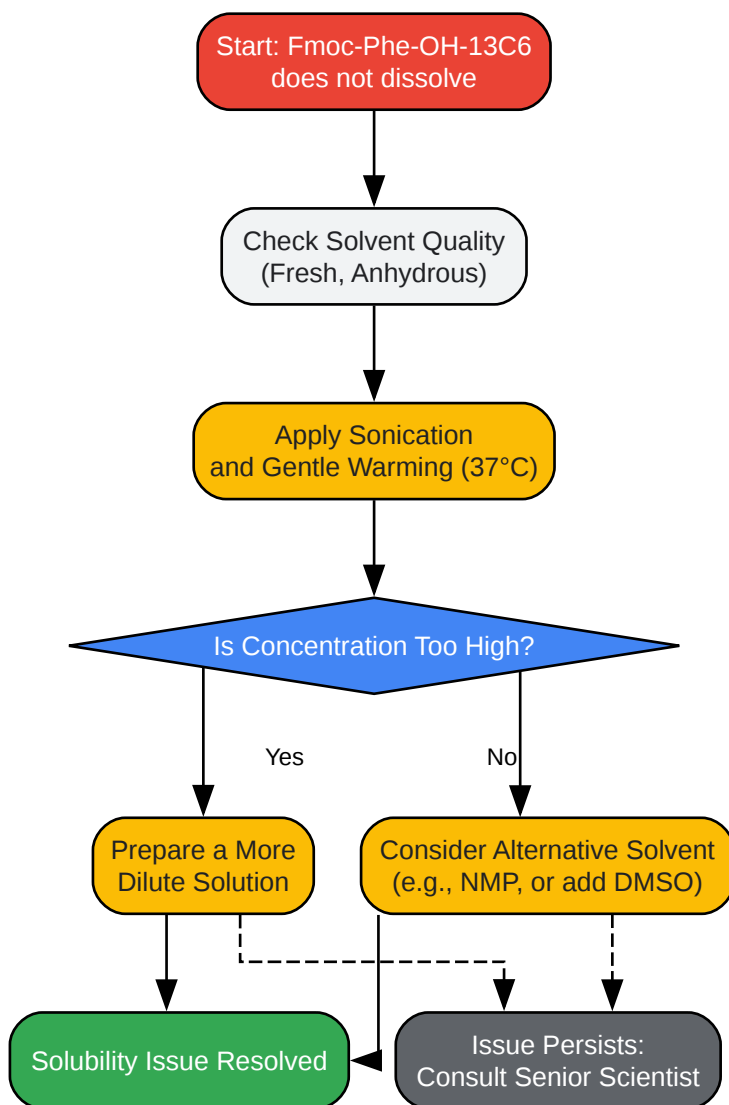 Start: Fmoc-Phe-OH-13C6
does not dissolve
Check Solvent Quality
(Fresh, Anhydrous)
Apply Sonication
and Gentle Warming (37°C)
Is Concentration Too High?
Yes
No
Prepare a More
Dilute Solution
Consider Alternative Solvent
(e.g., NMP, or add DMSO)
Solubility Issue Resolved
Issue Persists:
Consult Senior Scientist